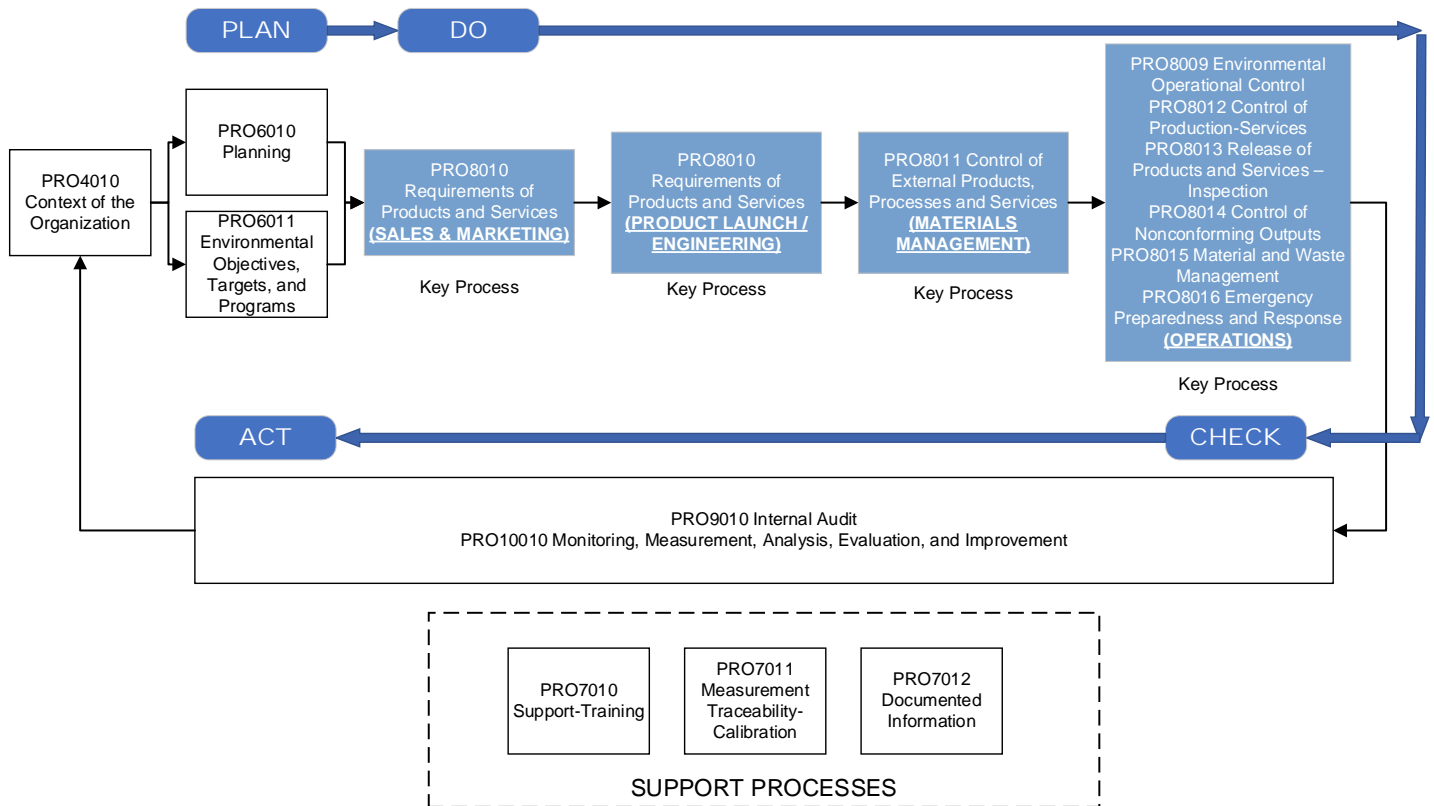 PLAN
DO
PRO4010
Context of the
Organization
PRO6010
Planning
PRO6011
Environmental
Objectives,
Targets, and
Programs
PRO8010
Requirements of
Products and Services
(SALES & MARKETING)
Key Process
PRO8010
Requirements of
Products and Services
(PRODUCT LAUNCH /
ENGINEERING)
Key Process
PRO8011 Control of
External Products,
Processes and Services
(MATERIALS
MANAGEMENT)
Key Process
PRO8009 Environmental
Operational Control
PRO8012 Control of
Production-Services
PRO8013 Release of
Products and Services –
Inspection
PRO8014 Control of
Nonconforming Outputs
PRO8015 Material and Waste
Management
PRO8016 Emergency
Preparedness and Response
(OPERATIONS)
Key Process
ACT
CHECK
PRO9010 Internal Audit
PRO10010 Monitoring, Measurement, Analysis, Evaluation, and Improvement
PRO7010
Support-Training
PRO7011
Measurement
Traceability-
Calibration
PRO7012
Documented
Information
SUPPORT PROCESSES